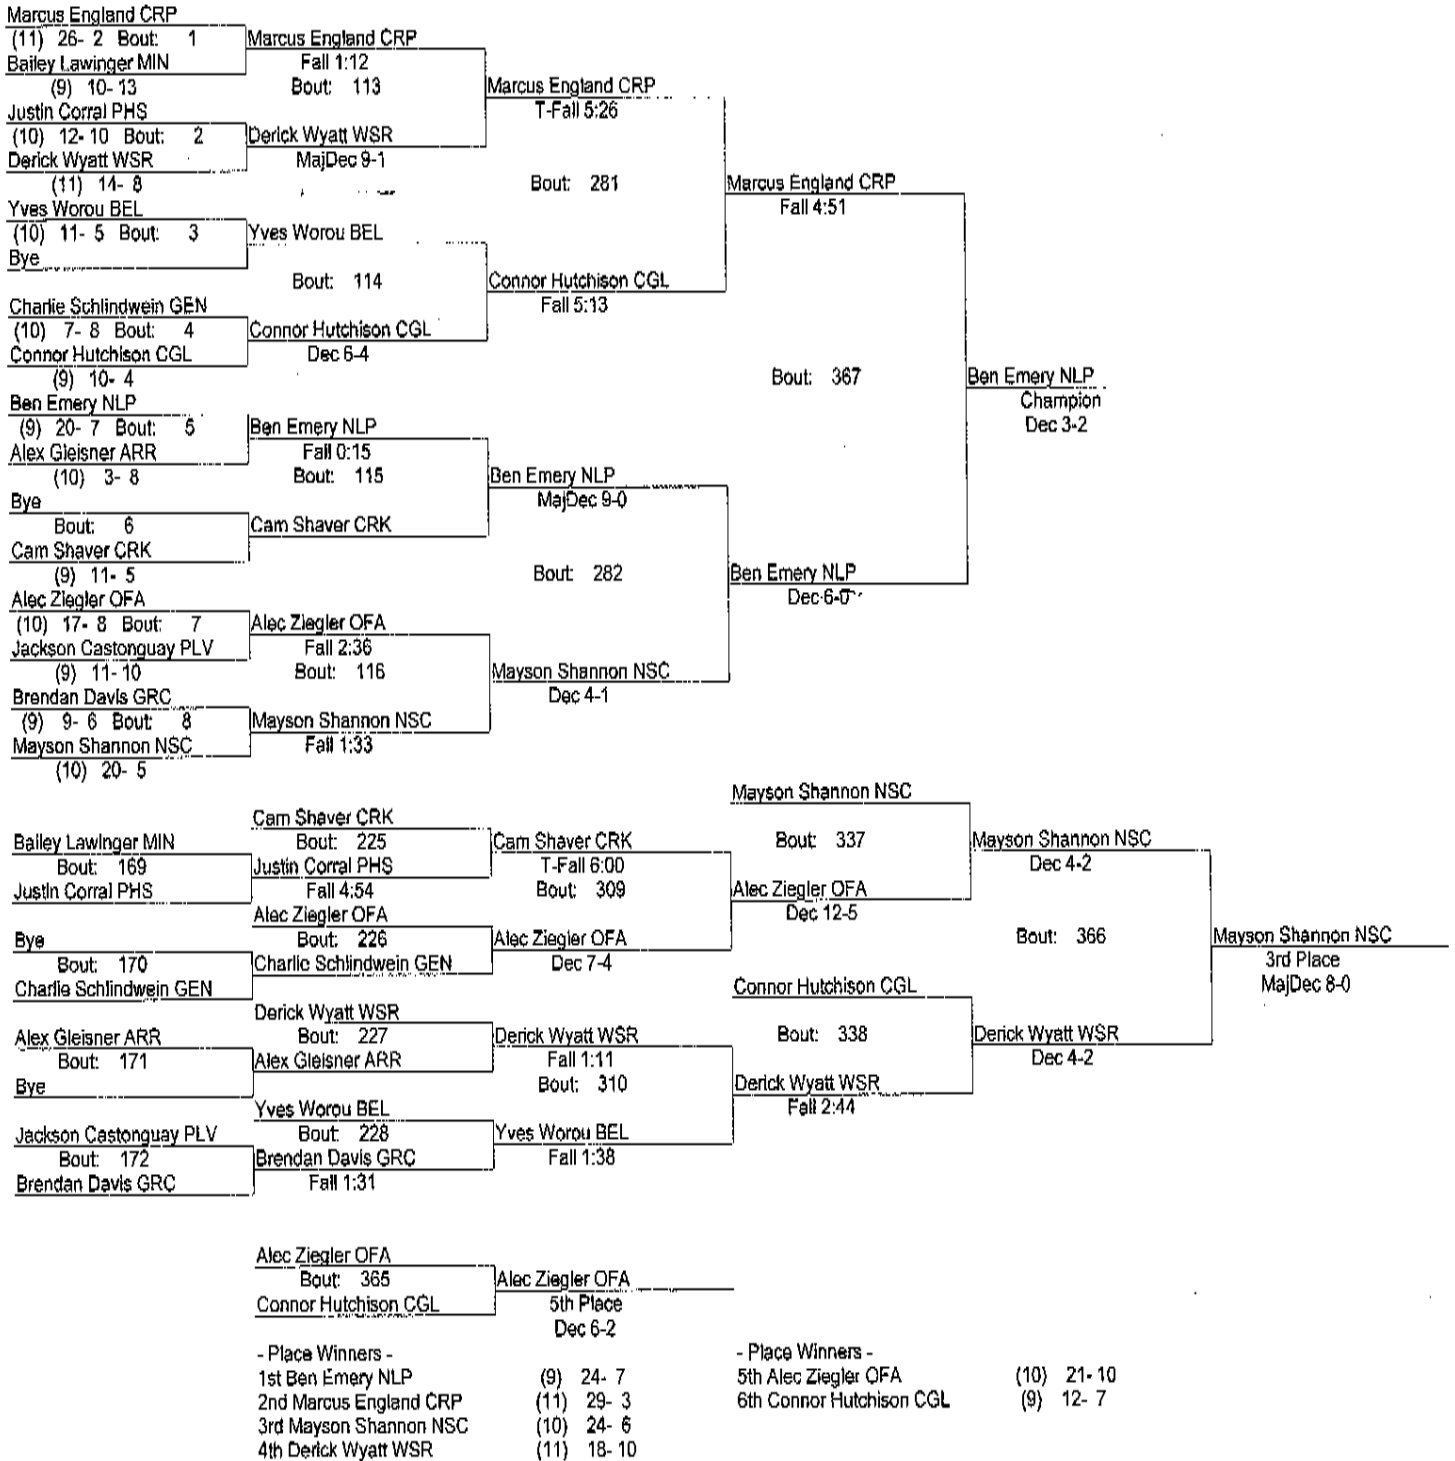 Marcus England CRP
(11) 26- 2 Bout: 1
Bailey Lawinger MIN
(9) 10- 13
Justin Corral PHS
(10) 12- 10 Bout: 2
Derick Wyatt WSR
(11) 14- 8
Yves Worou BEL
(10) 11- 5 Bout: 3
Bye
Charlie Schlindwein GEN
(10) 7- 8 Bout: 4
Connor Hutchison CGL
(9) 10- 4
Ben Emery NLP
(9) 20- 7 Bout: 5
Alex Gleisner ARR
(10) 3- 8
Bye
Bout: 6
Cam Shaver CRK
(9) 11- 5
Alec Ziegler OFA
(10) 17- 8 Bout: 7
Jackson Castonguay PLV
(9) 11- 10
Brendan Davis GRC
(9) 9- 6 Bout: 8
Mayson Shannon NSC
(10) 20- 5
Marcus England CRP
Fall 1:12
Bout: 113
Derick Wyatt WSR
MajDec 9-1
Yves Worou BEL
Bout: 114
Connor Hutchison CGL
Dec 6-4
Ben Emery NLP
Fall 0:15
Bout: 115
Cam Shaver CRK
Alec Ziegler OFA
Fall 2:36
Bout: 116
Mayson Shannon NSC
Fall 1:33
Marcus England CRP
T-Fall 5:26
Bout: 281
Connor Hutchison CGL
Fall 5:13
Ben Emery NLP
MajDec 9-0
Bout: 282
Mayson Shannon NSC
Dec 4-1
Marcus England CRP
Fall 4:51
Bout: 367
Ben Emery NLP
Dec 6-0
Ben Emery NLP
Champion
Dec 3-2
Bailey Lawinger MIN
Bout: 169
Justin Corral PHS
Bye
Bout: 170
Charlie Schlindwein GEN
Alex Gleisner ARR
Bout: 171
Bye
Jackson Castonguay PLV
Bout: 172
Brendan Davis GRC
Cam Shaver CRK
Bout: 225
Justin Corral PHS
Fall 4:54
Alec Ziegler OFA
Bout: 226
Charlie Schlindwein GEN
Derick Wyatt WSR
Bout: 227
Alex Gleisner ARR
Yves Worou BEL
Bout: 228
Brendan Davis GRC
Fall 1:31
Cam Shaver CRK
T-Fall 6:00
Bout: 309
Alec Ziegler OFA
Dec 7-4
Derick Wyatt WSR
Fall 1:11
Bout: 310
Yves Worou BEL
Fall 1:38
Mayson Shannon NSC
Bout: 337
Alec Ziegler OFA
Dec 12-5
Connor Hutchison CGL
Bout: 338
Derick Wyatt WSR
Fall 2:44
Mayson Shannon NSC
Dec 4-2
Bout: 366
Derick Wyatt WSR
Dec 4-2
Mayson Shannon NSC
3rd Place
MajDec 8-0
Alec Ziegler OFA
Bout: 365
Connor Hutchison CGL
Alec Ziegler OFA
5th Place
Dec 6-2
- Place Winners -
1st Ben Emery NLP (9) 24- 7
2nd Marcus England CRP (11) 29- 3
3rd Mayson Shannon NSC (10) 24- 6
4th Derick Wyatt WSR (11) 18- 10
- Place Winners -
5th Alec Ziegler OFA (10) 21- 10
6th Connor Hutchison CGL (9) 12- 7